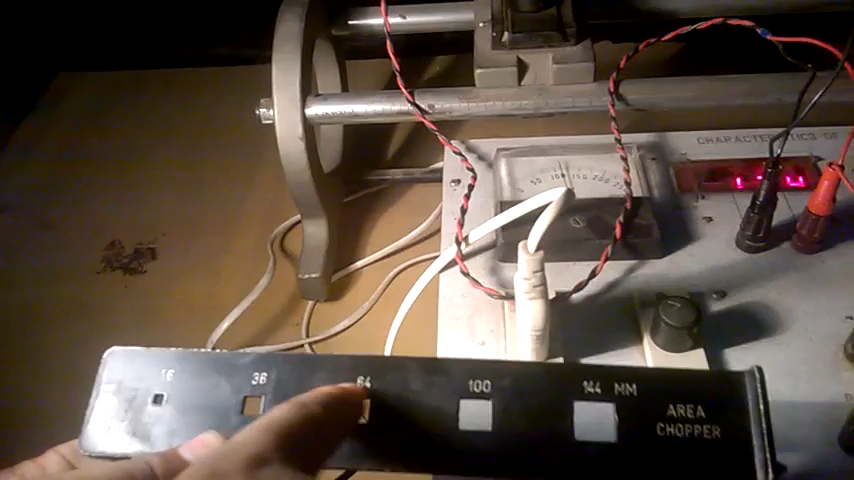 CHARACTERISTICS OF
50 100 150 200
16 36 64 100 144 MM
AREA
CHOPPER